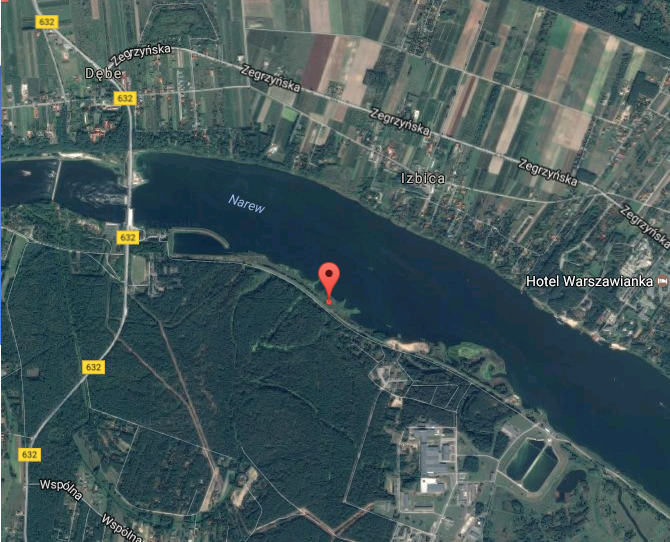 632
Zegrzyńska
Dębe
Zegrzyńska
632
Zegrzyńska
Izbica
Zegrzyńska
Narew
Zegrzyńska
632
Hotel Warszawianka
632
632
Wspólna
Wspólna